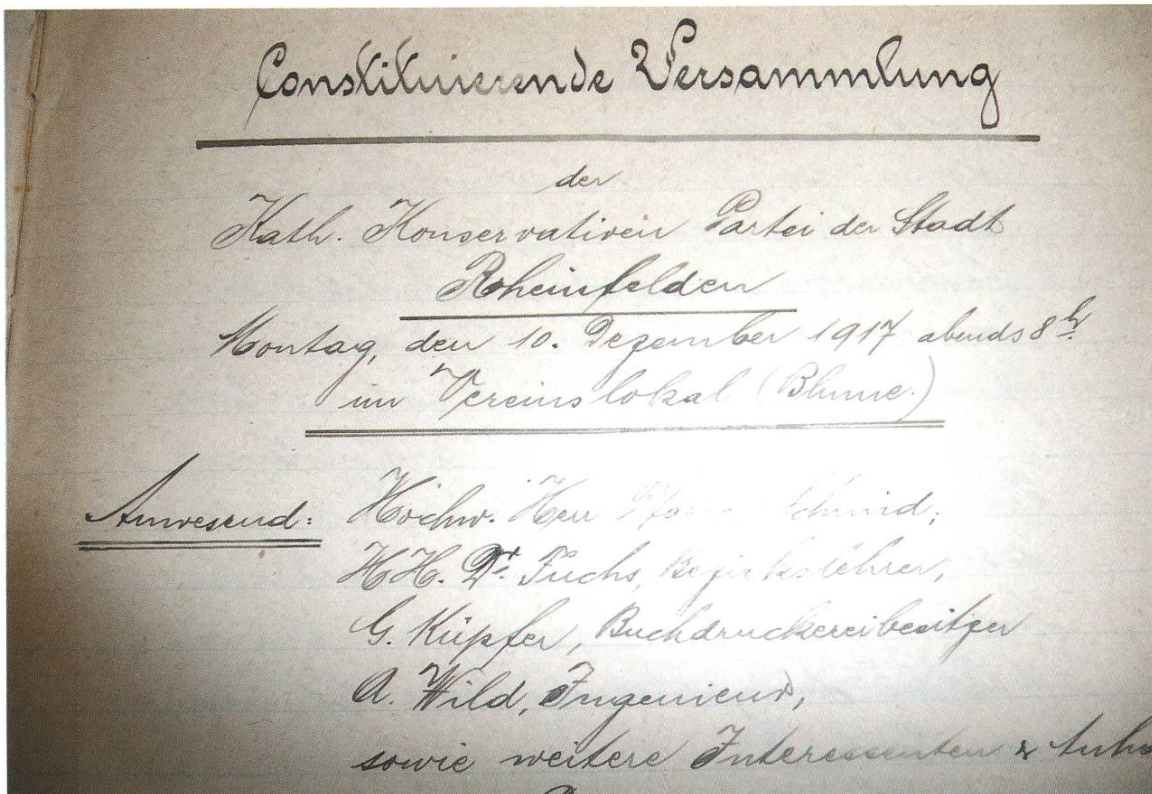 Constituierende Versammlung
der
Kath. Konservativen Partei der Stadt
Rheinfelden
Montag, den 10. Dezember 1917 abends 8 h.
im Vereinslokal (Blume.)
Anwesend: Hochw. Herr Pfarrer Schmid;
H.H. Dr. Fuchs, Bezirkslehrer,
G. Küpfer, Buchdruckereibesitzer
A. Wild, Ingenieur,
sowie weitere Interessenten &